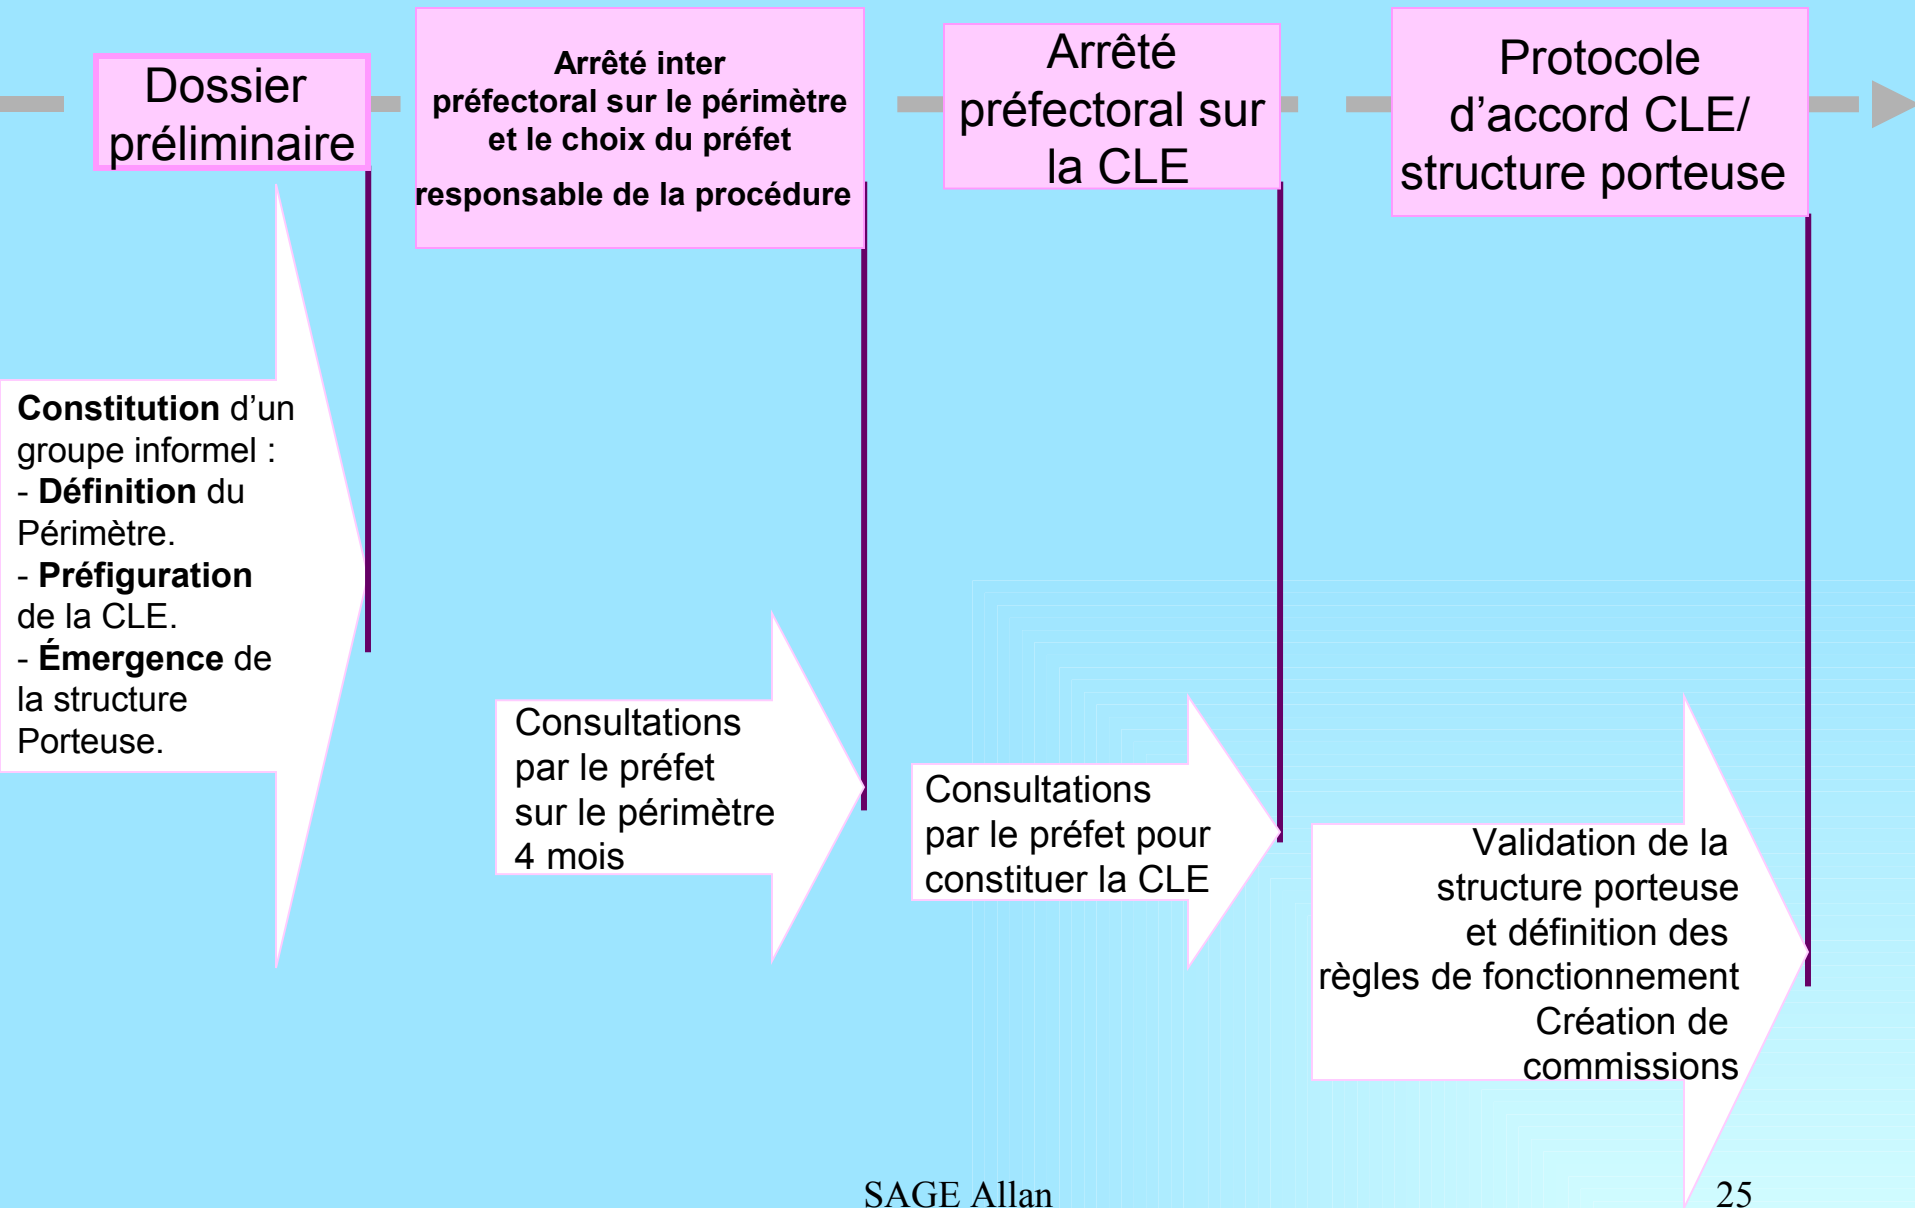 Dossier
préliminaire
Arrêté inter
préfectoral sur le périmètre
et le choix du préfet
responsable de la procédure
Arrêté
préfectoral sur
la CLE
Protocole
d’accord CLE/
structure porteuse
Constitution d’un
groupe informel :
- Définition du
Périmètre.
- Préfiguration
de la CLE.
- Émergence de
la structure
Porteuse.
Consultations
par le préfet
sur le périmètre
4 mois
Consultations
par le préfet pour
constituer la CLE
Validation de la
structure porteuse
et définition des
règles de fonctionnement
Création de
commissions
SAGE Allan
25